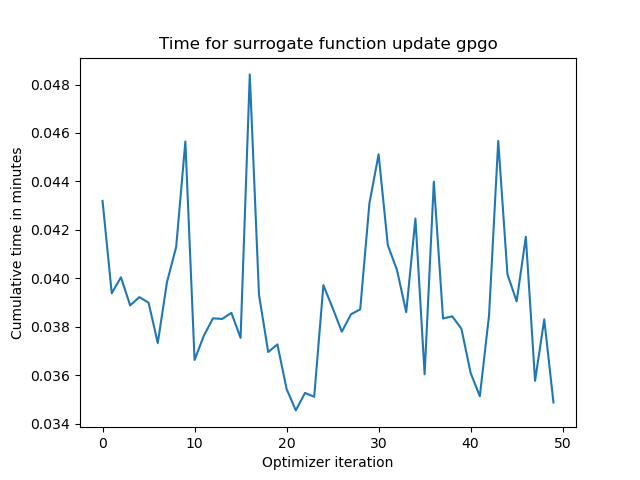 Time for surrogate function update gpgo
Cumulative time in minutes
0.048
0.046
0.044
0.042
0.040
0.038
0.036
0.034
0 10 20 30 40 50
Optimizer iteration